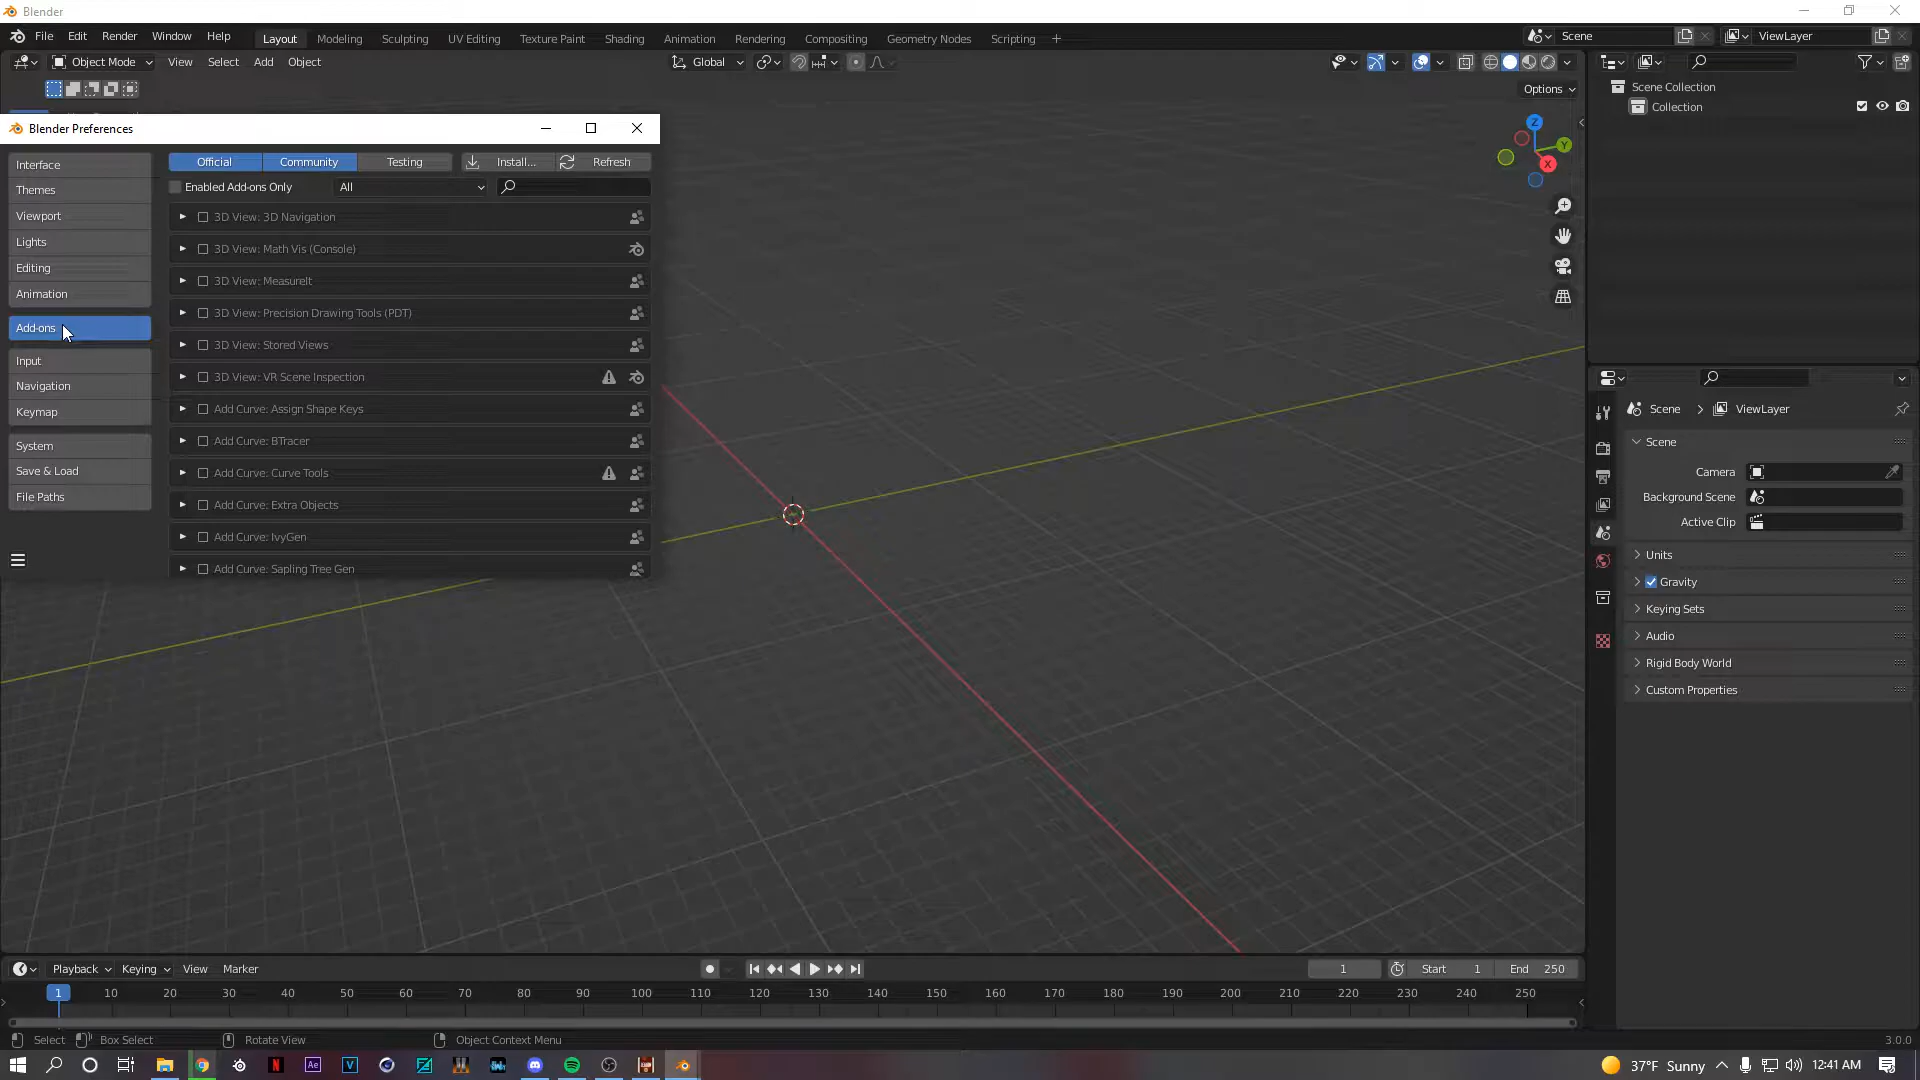 Blender
File Edit Render Window Help Layout Modeling Sculpting UV Editing Texture Paint Shading Animation Rendering Compositing Geometry Nodes Scripting + Scene ViewLayer
Object Mode View Select Add Object Global
Options
Scene Collection
Collection
Z
Y
X
Blender Preferences
Interface
Themes
Viewport
Lights
Editing
Animation
Add-ons
Input
Navigation
Keymap
System
Save & Load
File Paths
Official Community Testing Install... Refresh
Enabled Add-ons Only All
3D View: 3D Navigation
3D View: Math Vis (Console)
3D View: MeasureIt
3D View: Precision Drawing Tools (PDT)
3D View: Stored Views
3D View: VR Scene Inspection
Add Curve: Assign Shape Keys
Add Curve: BTracer
Add Curve: Curve Tools
Add Curve: Extra Objects
Add Curve: IvyGen
Add Curve: Sapling Tree Gen
Scene > ViewLayer
Scene
Camera
Background Scene
Active Clip
Units
Gravity
Keying Sets
Audio
Rigid Body World
Custom Properties
Playback Keying View Marker 1 Start 1 End 250
1 10 20 30 40 50 60 70 80 90 100 110 120 130 140 150 160 170 180 190 200 210 220 230 240 250
Select Box Select Rotate View Object Context Menu 3.0.0
N Ae V 37°F Sunny 12:41 AM